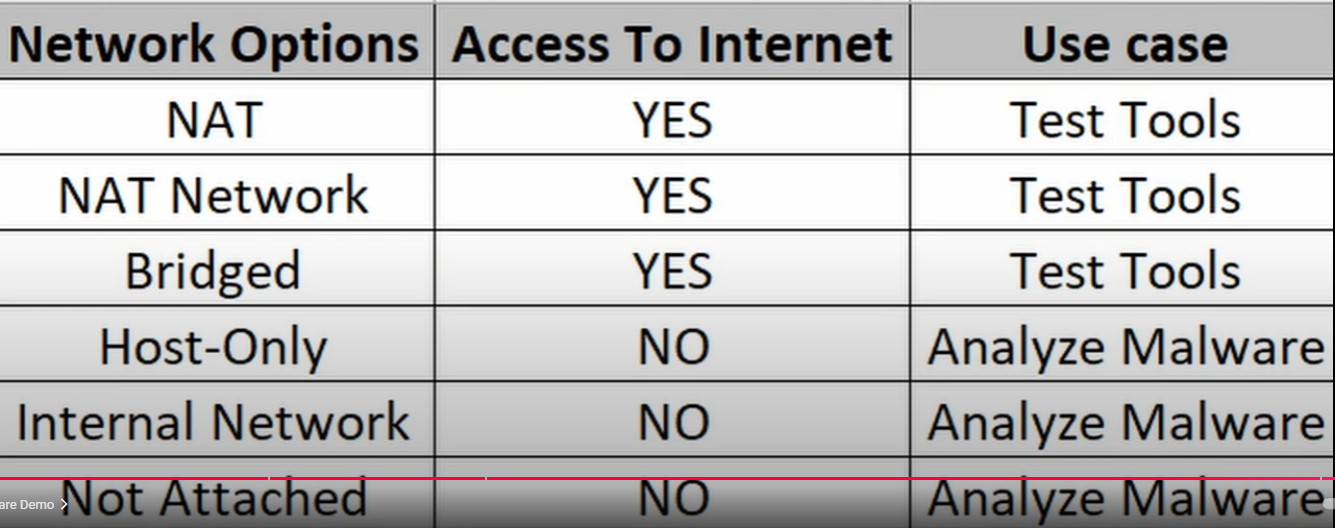 Network Options Access To Internet Use case
NAT YES Test Tools
NAT Network YES Test Tools
Bridged YES Test Tools
Host-Only NO Analyze Malware
Internal Network NO Analyze Malware
Not Attached NO Analyze Malware
are Demo